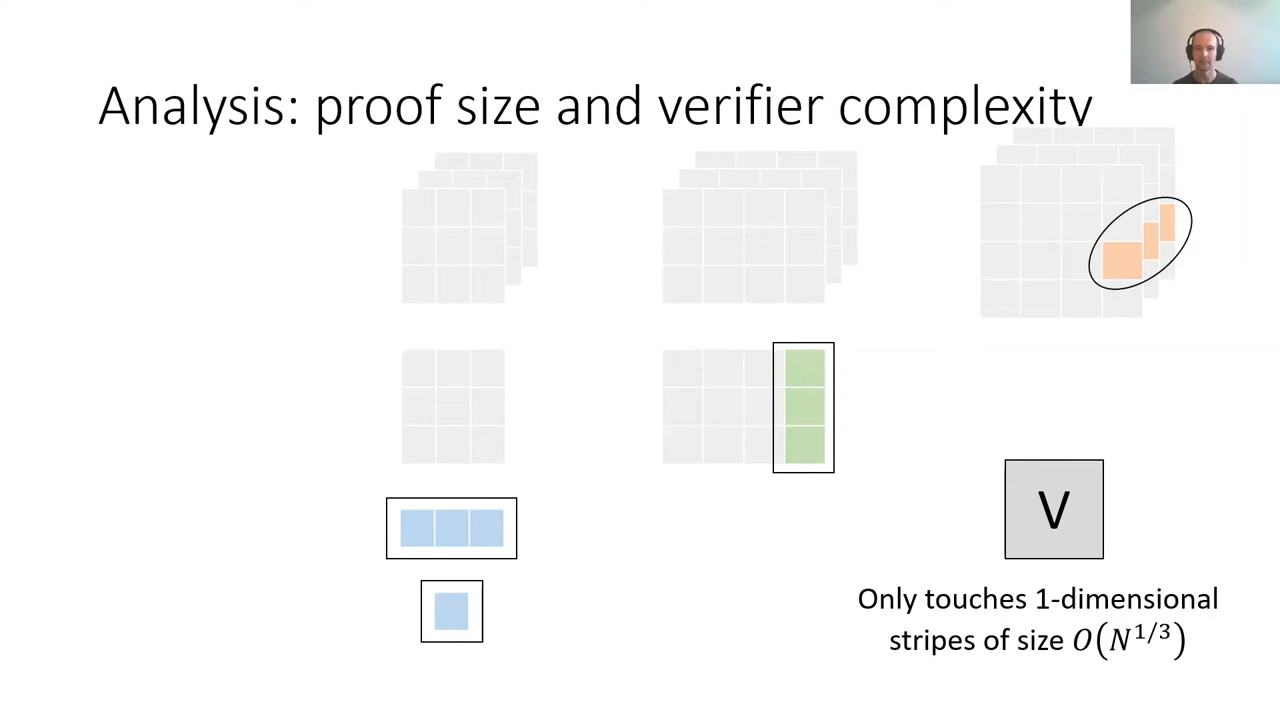 Analysis: proof size and verifier complexity
V
Only touches 1-dimensional
stripes of size O(N^{1/3})